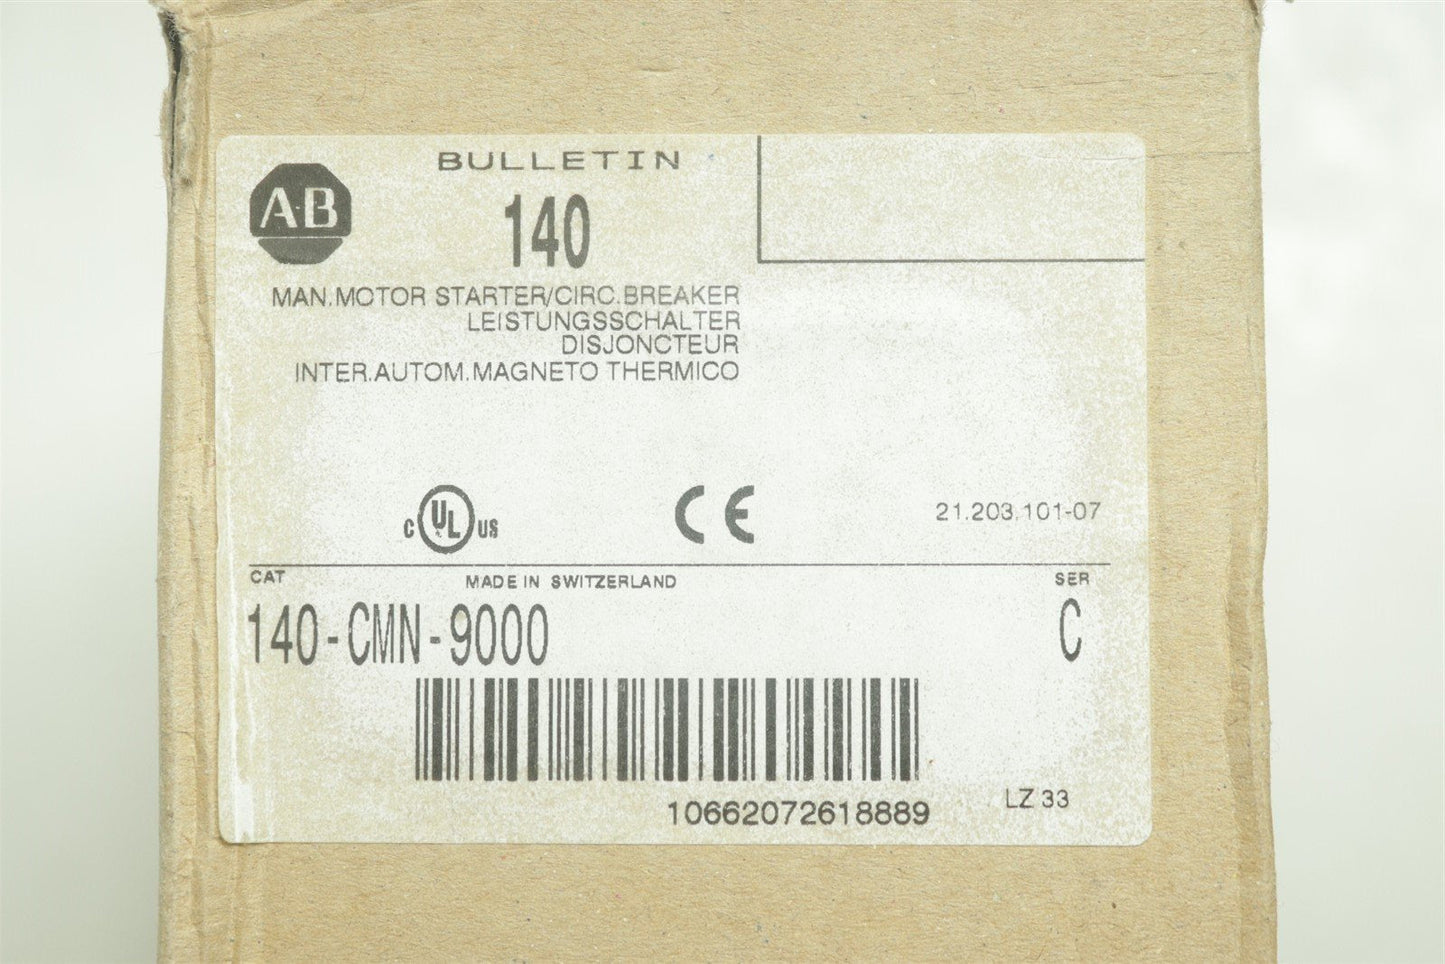 A-B
BULLETIN
140
MAN.MOTOR STARTER/CIRC.BREAKER
LEISTUNGSSCHALTER
DISJONCTEUR
INTER.AUTOM.MAGNETO THERMICO
C UL US
CE
21.203.101-07
CAT
MADE IN SWITZERLAND
SER
140-CMN-9000
C
10662072618889
LZ 33